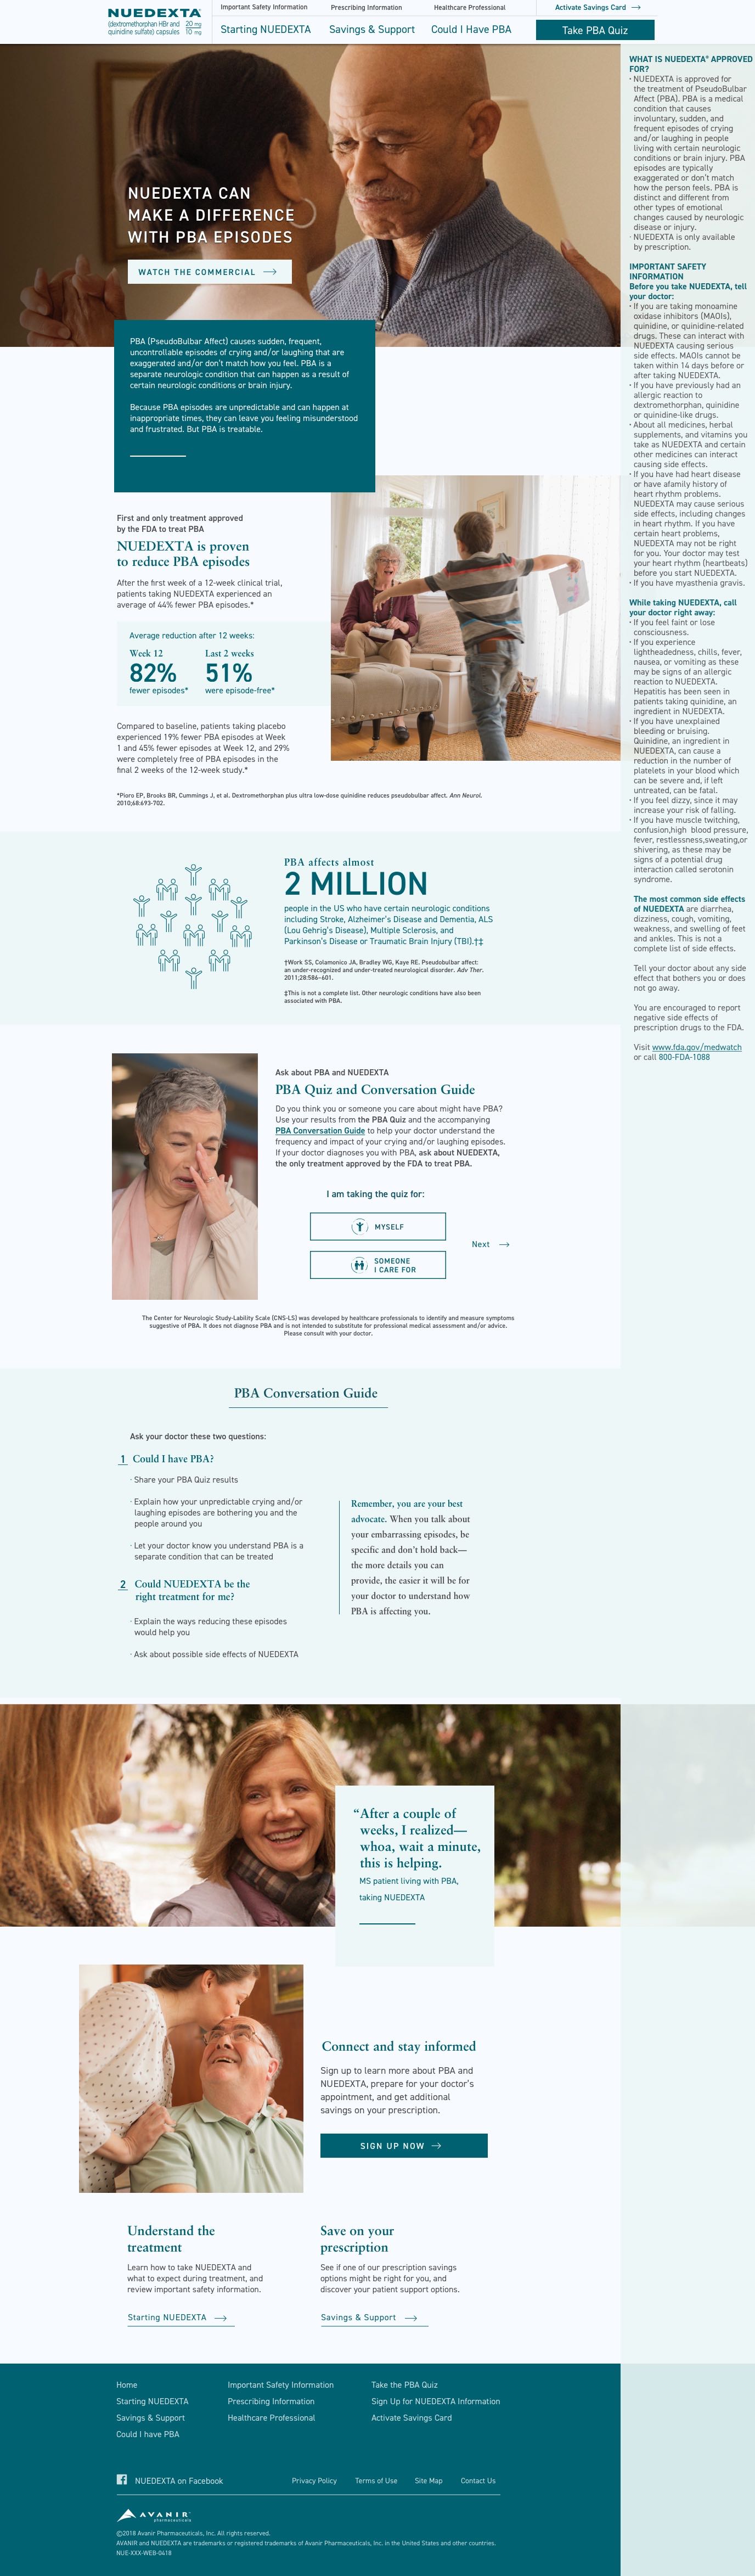 NUEDEXTA®
(dextromethorphan HBr and 20 mg
quinidine sulfate) capsules 10 mg
Important Safety Information
Prescribing Information
Healthcare Professional
Activate Savings Card →
Starting NUEDEXTA
Savings & Support
Could I Have PBA
Take PBA Quiz
NUEDEXTA CAN
MAKE A DIFFERENCE
WITH PBA EPISODES
WATCH THE COMMERCIAL →
PBA (PseudoBulbar Affect) causes sudden, frequent,
uncontrollable episodes of crying and/or laughing that are
exaggerated and/or don't match how you feel. PBA is a
separate neurologic condition that can happen as a result of
certain neurologic conditions or brain injury.
Because PBA episodes are unpredictable and can happen at
inappropriate times, they can leave you feeling misunderstood
and frustrated. But PBA is treatable.
First and only treatment approved
by the FDA to treat PBA
NUEDEXTA is proven
to reduce PBA episodes
After the first week of a 12-week clinical trial,
patients taking NUEDEXTA experienced an
average of 44% fewer PBA episodes.*
Average reduction after 12 weeks:
Week 12
82%
fewer episodes*
Last 2 weeks
51%
were episode-free*
Compared to baseline, patients taking placebo
experienced 19% fewer PBA episodes at Week
1 and 45% fewer episodes at Week 12, and 29%
were completely free of PBA episodes in the
final 2 weeks of the 12-week study.*
*Pioro EP, Brooks BR, Cummings J, et al. Dextromethorphan plus ultra low-dose quinidine reduces pseudobulbar affect. Ann Neurol.
2010;68:693-702.
PBA affects almost
2 MILLION
people in the US who have certain neurologic conditions
including Stroke, Alzheimer's Disease and Dementia, ALS
(Lou Gehrig's Disease), Multiple Sclerosis, and
Parkinson's Disease or Traumatic Brain Injury (TBI).†‡
†Work SS, Colamonico JA, Bradley WG, Kaye RE. Pseudobulbar affect:
an under-recognized and under-treated neurological disorder. Adv Ther.
2011;28:586–601.
‡This is not a complete list. Other neurologic conditions have also been
associated with PBA.
Ask about PBA and NUEDEXTA
PBA Quiz and Conversation Guide
Do you think you or someone you care about might have PBA?
Use your results from the PBA Quiz and the accompanying
PBA Conversation Guide to help your doctor understand the
frequency and impact of your crying and/or laughing episodes.
If your doctor diagnoses you with PBA, ask about NUEDEXTA,
the only treatment approved by the FDA to treat PBA.
I am taking the quiz for:
MYSELF
SOMEONE
I CARE FOR
Next →
The Center for Neurologic Study-Lability Scale (CNS-LS) was developed by healthcare professionals to identify and measure symptoms
suggestive of PBA. It does not diagnose PBA and is not intended to substitute for professional medical assessment and/or advice.
Please consult with your doctor.
PBA Conversation Guide
Ask your doctor these two questions:
1 Could I have PBA?
· Share your PBA Quiz results
· Explain how your unpredictable crying and/or
laughing episodes are bothering you and the
people around you
· Let your doctor know you understand PBA is a
separate condition that can be treated
2 Could NUEDEXTA be the
right treatment for me?
· Explain the ways reducing these episodes
would help you
· Ask about possible side effects of NUEDEXTA
Remember, you are your best
advocate. When you talk about
your embarrassing episodes, be
specific and don't hold back—
the more details you can
provide, the easier it will be for
your doctor to understand how
PBA is affecting you.
“After a couple of
weeks, I realized—
whoa, wait a minute,
this is helping.
MS patient living with PBA,
taking NUEDEXTA
Connect and stay informed
Sign up to learn more about PBA and
NUEDEXTA, prepare for your doctor's
appointment, and get additional
savings on your prescription.
SIGN UP NOW →
Understand the
treatment
Learn how to take NUEDEXTA and
what to expect during treatment, and
review important safety information.
Starting NUEDEXTA →
Save on your
prescription
See if one of our prescription savings
options might be right for you, and
discover your patient support options.
Savings & Support →
WHAT IS NUEDEXTA® APPROVED
FOR?
· NUEDEXTA is approved for
the treatment of PseudoBulbar
Affect (PBA). PBA is a medical
condition that causes
involuntary, sudden, and
frequent episodes of crying
and/or laughing in people
living with certain neurologic
conditions or brain injury. PBA
episodes are typically
exaggerated or don't match
how the person feels. PBA is
distinct and different from
other types of emotional
changes caused by neurologic
disease or injury.
· NUEDEXTA is only available
by prescription.
IMPORTANT SAFETY
INFORMATION
Before you take NUEDEXTA, tell
your doctor:
· If you are taking monoamine
oxidase inhibitors (MAOIs),
quinidine, or quinidine-related
drugs. These can interact with
NUEDEXTA causing serious
side effects. MAOIs cannot be
taken within 14 days before or
after taking NUEDEXTA.
· If you have previously had an
allergic reaction to
dextromethorphan, quinidine
or quinidine-like drugs.
· About all medicines, herbal
supplements, and vitamins you
take as NUEDEXTA and certain
other medicines can interact
causing side effects.
· If you have had heart disease
or have afamily history of
heart rhythm problems.
NUEDEXTA may cause serious
side effects, including changes
in heart rhythm. If you have
certain heart problems,
NUEDEXTA may not be right
for you. Your doctor may test
your heart rhythm (heartbeats)
before you start NUEDEXTA.
· If you have myasthenia gravis.
While taking NUEDEXTA, call
your doctor right away:
· If you feel faint or lose
consciousness.
· If you experience
lightheadedness, chills, fever,
nausea, or vomiting as these
may be signs of an allergic
reaction to NUEDEXTA.
Hepatitis has been seen in
patients taking quinidine, an
ingredient in NUEDEXTA.
· If you have unexplained
bleeding or bruising.
Quinidine, an ingredient in
NUEDEXTA, can cause a
reduction in the number of
platelets in your blood which
can be severe and, if left
untreated, can be fatal.
· If you feel dizzy, since it may
increase your risk of falling.
· If you have muscle twitching,
confusion,high blood pressure,
fever, restlessness,sweating,or
shivering, as these may be
signs of a potential drug
interaction called serotonin
syndrome.
The most common side effects
of NUEDEXTA are diarrhea,
dizziness, cough, vomiting,
weakness, and swelling of feet
and ankles. This is not a
complete list of side effects.
Tell your doctor about any side
effect that bothers you or does
not go away.
You are encouraged to report
negative side effects of
prescription drugs to the FDA.
Visit www.fda.gov/medwatch
or call 800-FDA-1088
Home
Starting NUEDEXTA
Savings & Support
Could I have PBA
Important Safety Information
Prescribing Information
Healthcare Professional
Take the PBA Quiz
Sign Up for NUEDEXTA Information
Activate Savings Card
NUEDEXTA on Facebook
Privacy Policy
Terms of Use
Site Map
Contact Us
AVANIR
pharmaceuticals
©2018 Avanir Pharmaceuticals, Inc. All rights reserved.
AVANIR and NUEDEXTA are trademarks or registered trademarks of Avanir Pharmaceuticals, Inc. in the United States and other countries.
NUE-XXX-WEB-0418